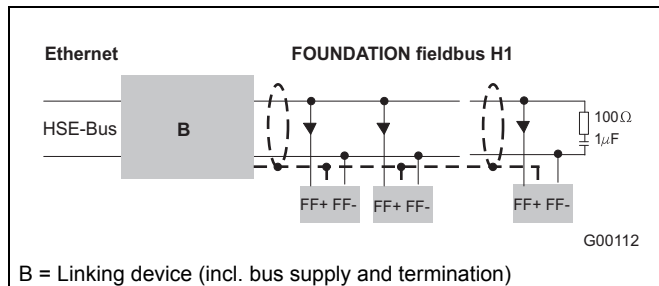 Ethernet
FOUNDATION fieldbus H1
HSE-Bus
B
100Ω
1µF
FF+ FF-
FF+ FF-
FF+ FF-
G00112
B = Linking device (incl. bus supply and termination)